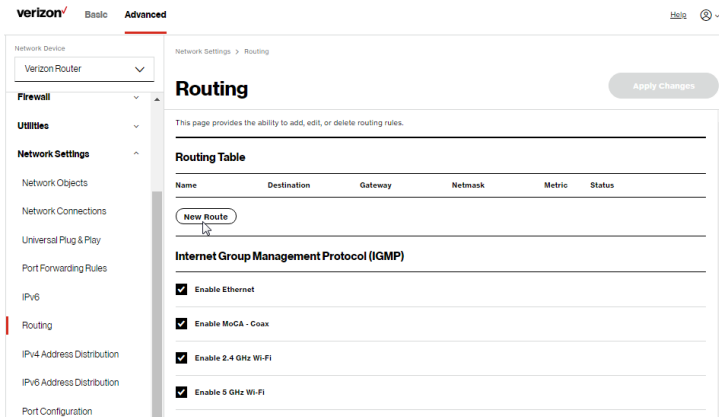 verizon Basic Advanced Help
Network Device
Verizon Router
Firewall
Utilities
Network Settings
Network Objects
Network Connections
Universal Plug & Play
Port Forwarding Rules
IPv6
Routing
IPv4 Address Distribution
IPv6 Address Distribution
Port Configuration
Network Settings > Routing
Routing
Apply Changes
This page provides the ability to add, edit, or delete routing rules.
Routing Table
Name Destination Gateway Netmask Metric Status
New Route
Internet Group Management Protocol (IGMP)
Enable Ethernet
Enable MoCA - Coax
Enable 2.4 GHz Wi-Fi
Enable 5 GHz Wi-Fi